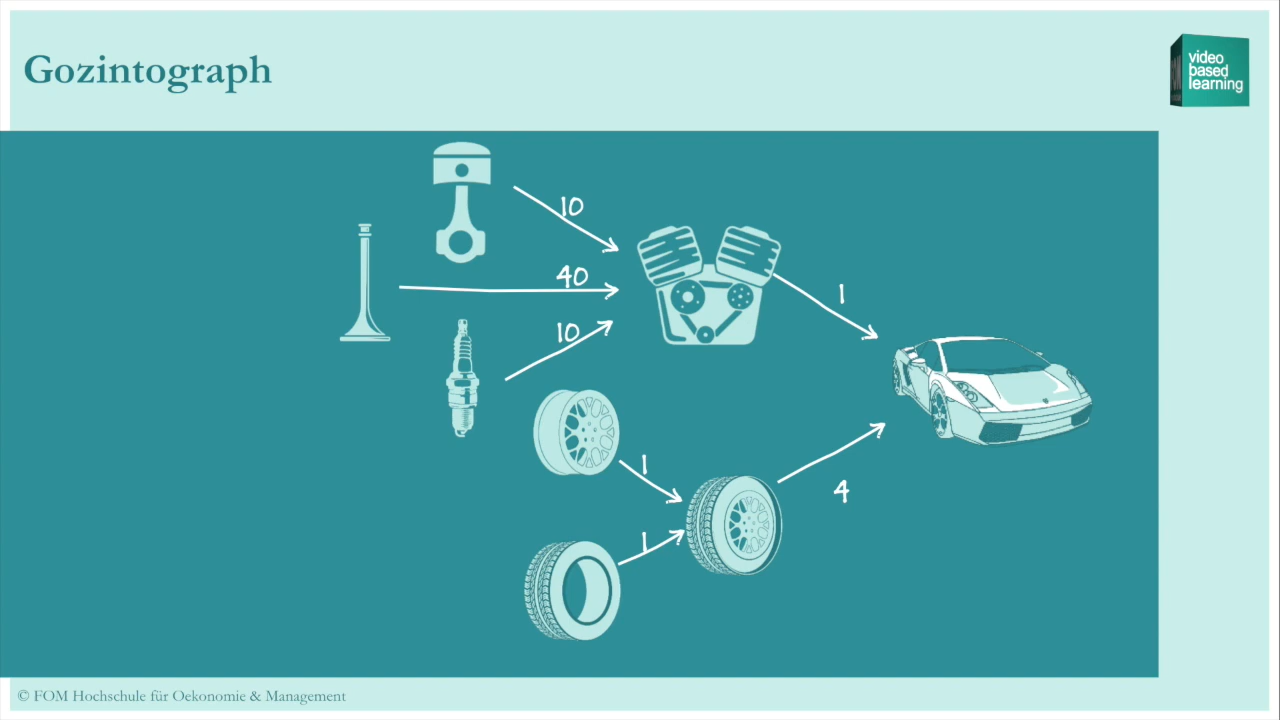 Gozintograph
video
based
learning
10
40
10
1
1
4
1
© FOM Hochschule für Oekonomie & Management